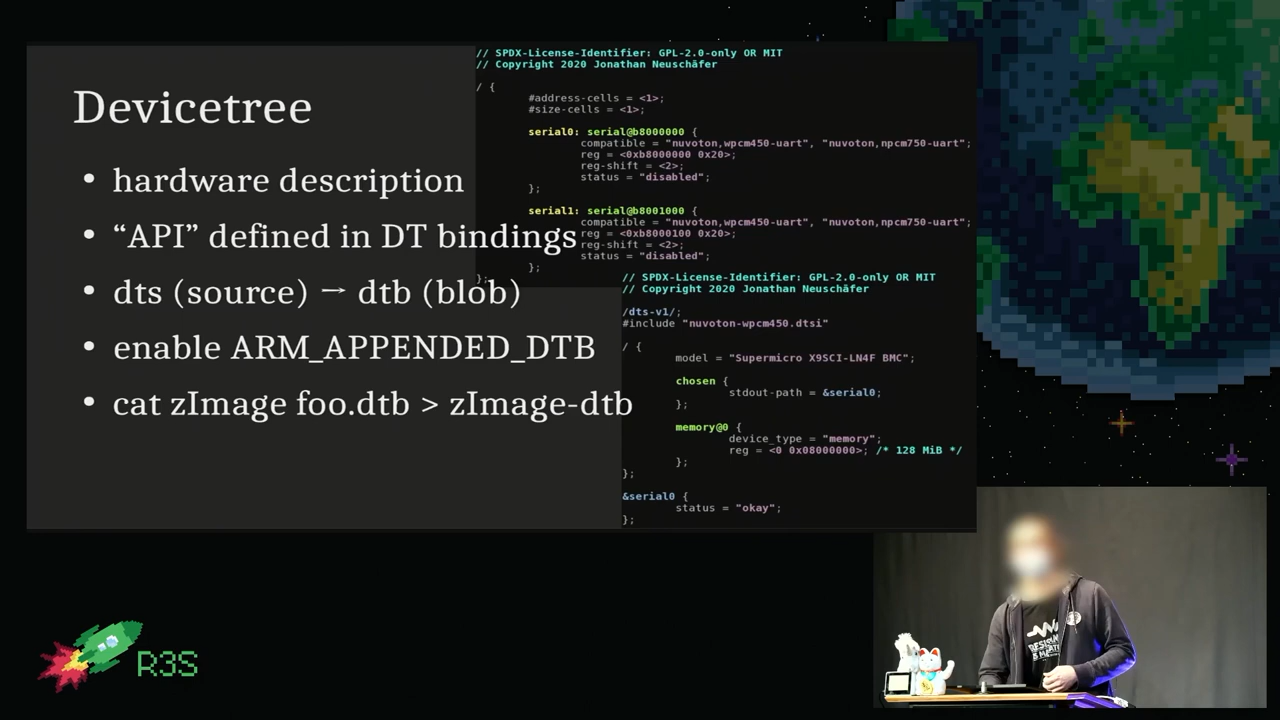 Devicetree
• hardware description
• “API” defined in DT bindings
• dts (source) → dtb (blob)
• enable ARM_APPENDED_DTB
• cat zImage foo.dtb > zImage-dtb
// SPDX-License-Identifier: GPL-2.0-only OR MIT
// Copyright 2020 Jonathan Neuschäfer
/ {
#address-cells = <1>;
#size-cells = <1>;
serial0: serial@b8000000 {
compatible = "nuvoton,wpcm450-uart", "nuvoton,npcm750-uart";
reg = <0xb8000000 0x20>;
reg-shift = <2>;
status = "disabled";
};
serial1: serial@b8001000 {
compatible = "nuvoton,wpcm450-uart", "nuvoton,npcm750-uart";
reg = <0xb8000100 0x20>;
reg-shift = <2>;
status = "disabled";
};
};
// SPDX-License-Identifier: GPL-2.0-only OR MIT
// Copyright 2020 Jonathan Neuschäfer
/dts-v1/;
#include "nuvoton-wpcm450.dtsi"
/ {
model = "Supermicro X9SCI-LN4F BMC";
chosen {
stdout-path = &serial0;
};
memory@0 {
device_type = "memory";
reg = <0 0x08000000>; /* 128 MiB */
};
};
&serial0 {
status = "okay";
};
R3S